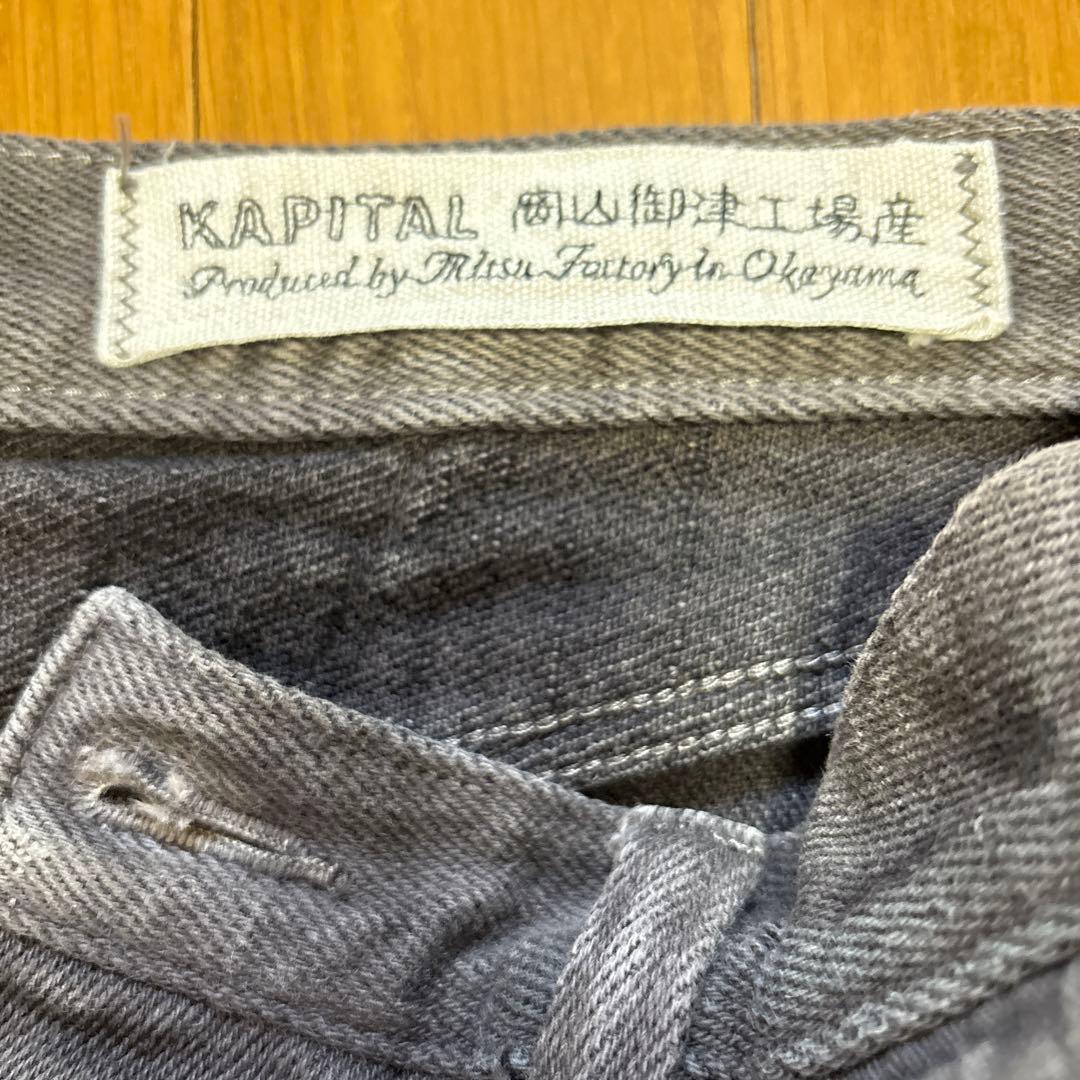 KAPITAL 岡山御津工場産
Produced by Mitsu Factory in Okayama